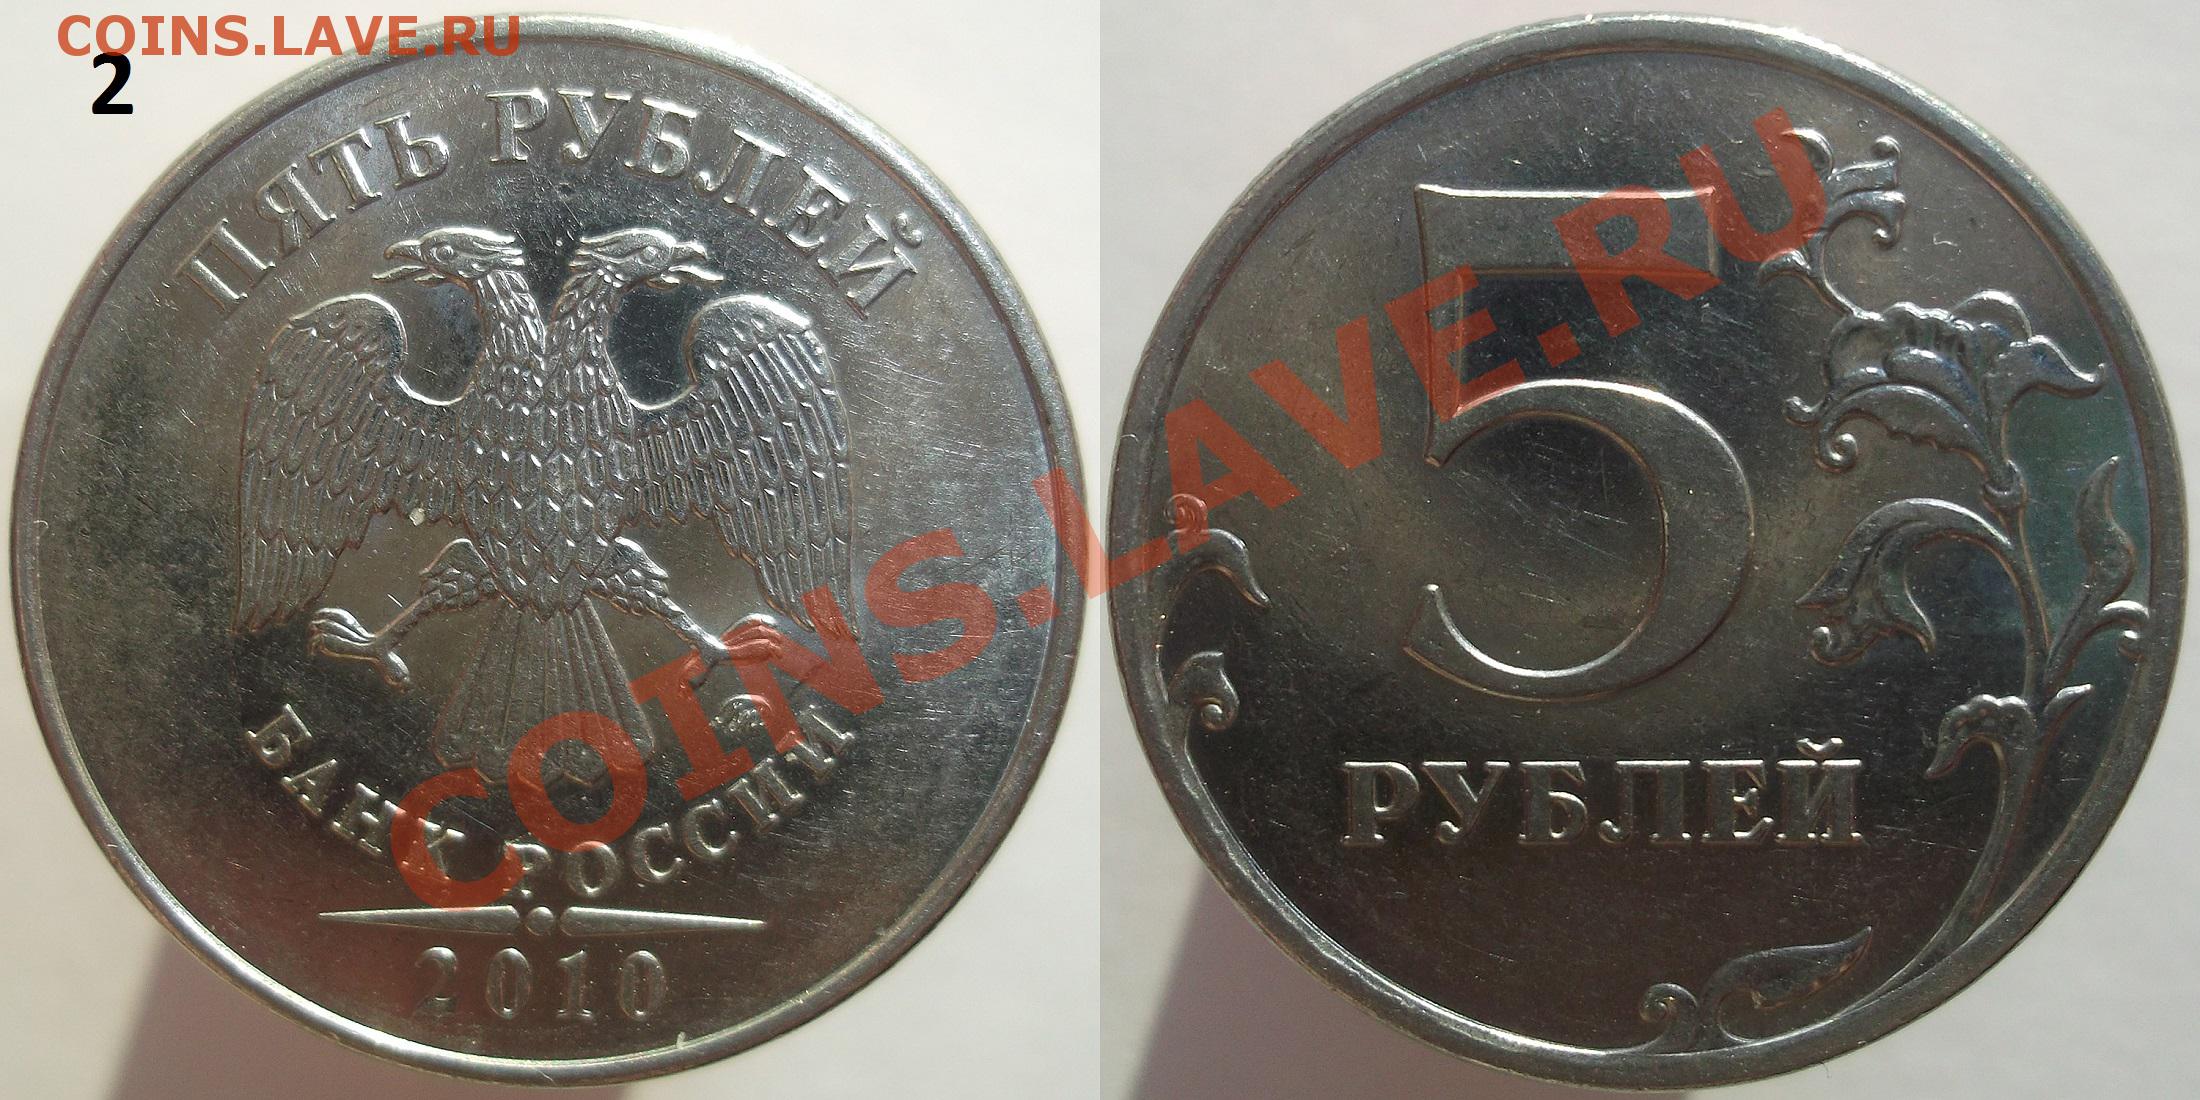 COINS.LAVE.RU
2
ПЯТЬ РУБЛЕЙ
БАНК РОССИИ
2010
5
РУБЛЕЙ
COINS.LAVE.RU